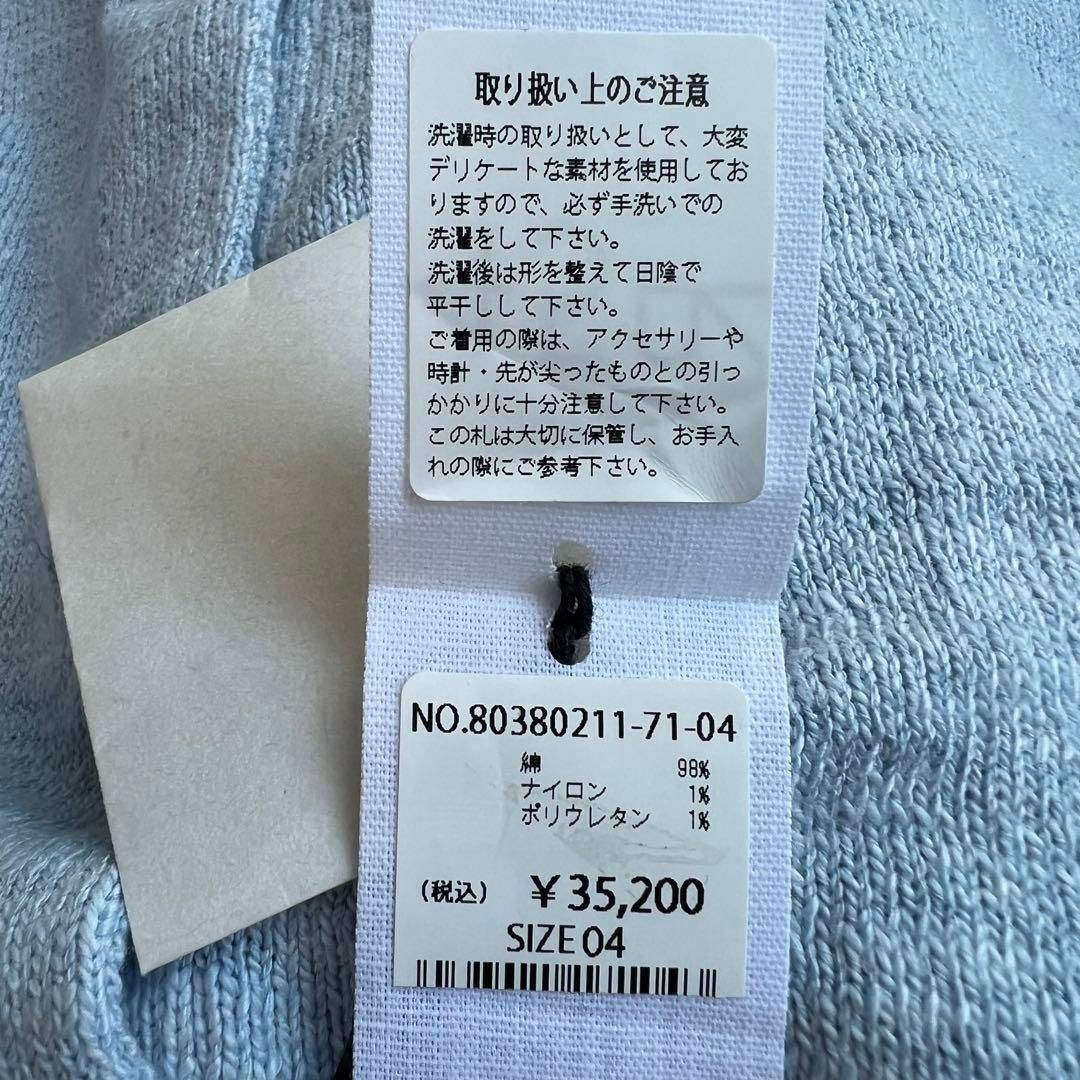 取り扱い上のご注意
洗濯時の取り扱いとして、大変
デリケートな素材を使用してお
りますので、必ず手洗いでの
洗濯をして下さい。
洗濯後は形を整えて日陰で
平干しして下さい。
ご着用の際は、アクセサリーや
時計・先が尖ったものとの引っ
かかりに十分注意して下さい。
この札は大切に保管し、お手入
れの際にご参考下さい。
NO.80380211-71-04
綿 98%
ナイロン 1%
ポリウレタン 1%
(税込) ¥35,200
SIZE 04